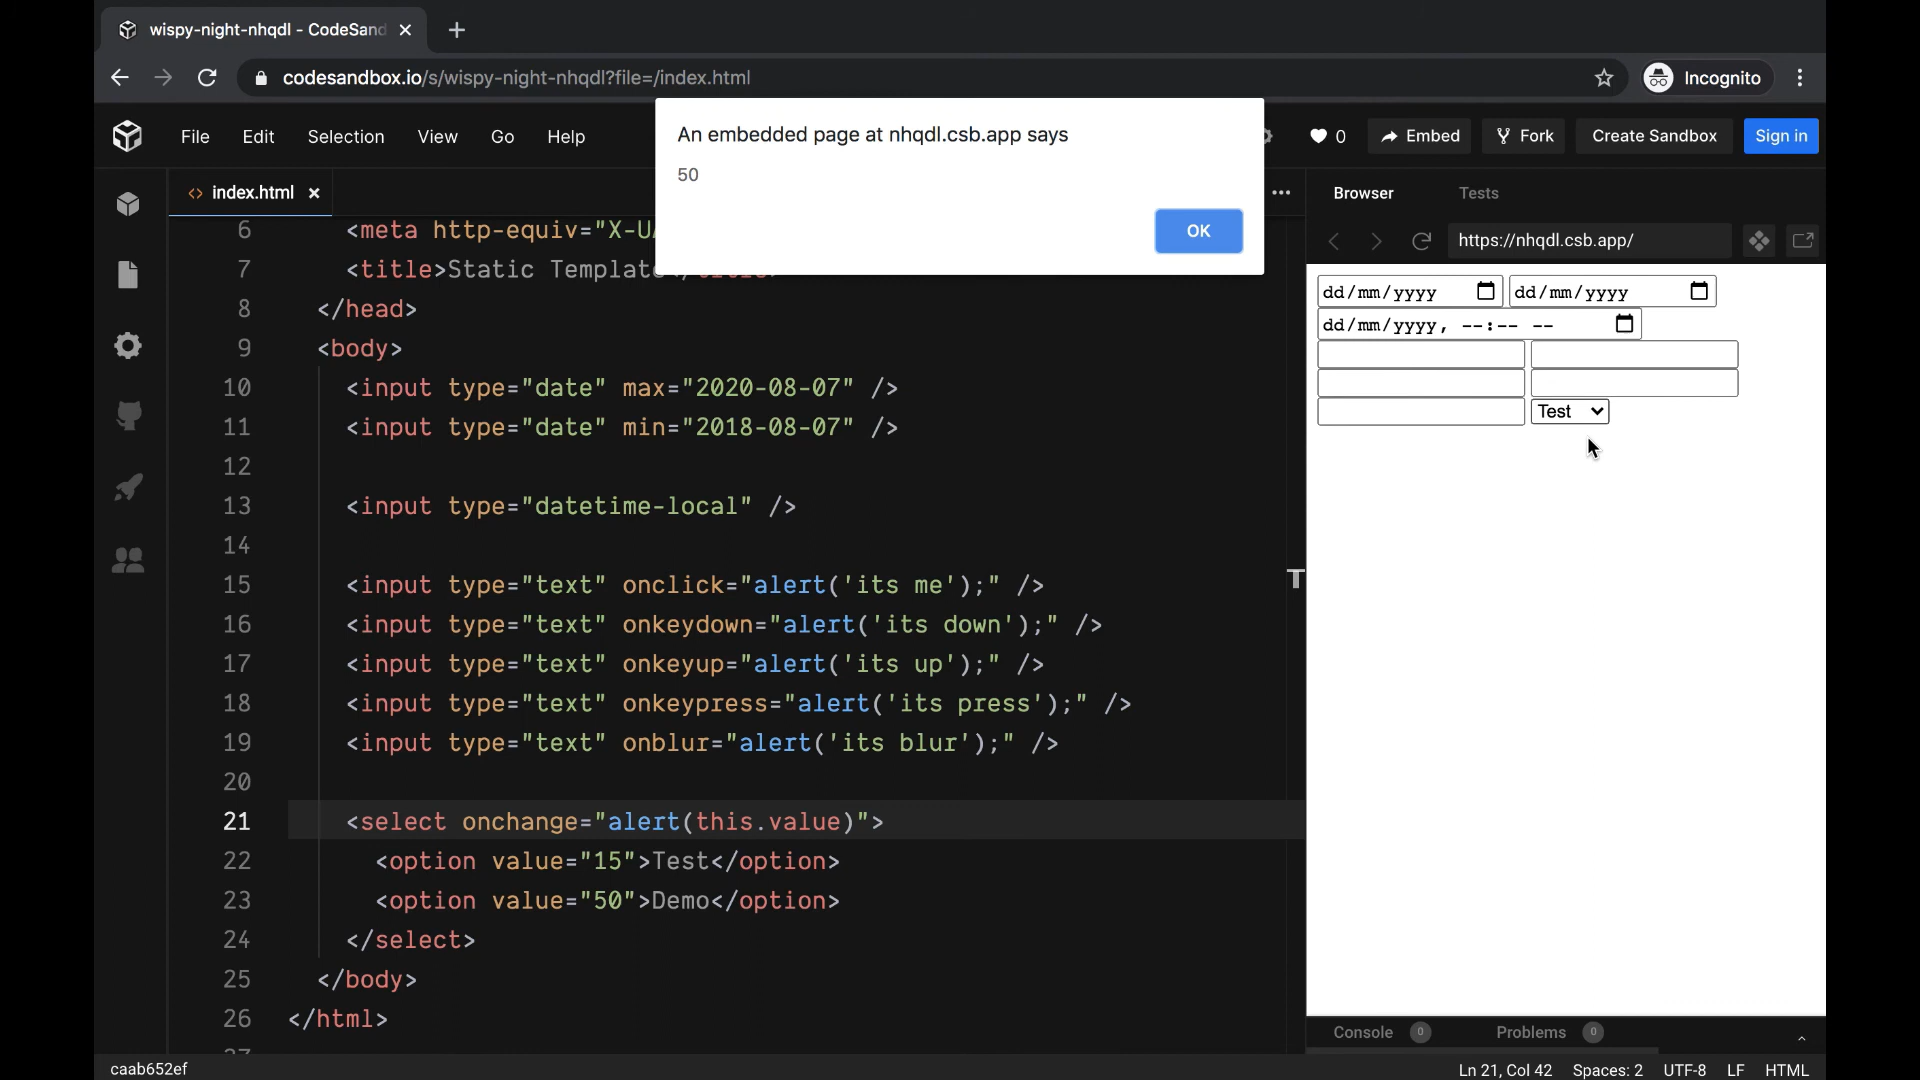 wispy-night-nhqdl - CodeSand
codesandbox.io/s/wispy-night-nhqdl?file=/index.html
Incognito
File Edit Selection View Go Help
0 Embed Fork Create Sandbox Sign in
An embedded page at nhqdl.csb.app says
50
OK
index.html
Browser Tests
https://nhqdl.csb.app/
6 <meta http-equiv="X-UA
7 <title>Static Template</title>
8 </head>
9 <body>
10 <input type="date" max="2020-08-07" />
11 <input type="date" min="2018-08-07" />
12
13 <input type="datetime-local" />
14
15 <input type="text" onclick="alert('its me');" />
16 <input type="text" onkeydown="alert('its down');" />
17 <input type="text" onkeyup="alert('its up');" />
18 <input type="text" onkeypress="alert('its press');" />
19 <input type="text" onblur="alert('its blur');" />
20
21 <select onchange="alert(this.value)">
22 <option value="15">Test</option>
23 <option value="50">Demo</option>
24 </select>
25 </body>
26 </html>
dd/mm/yyyy dd/mm/yyyy
dd/mm/yyyy, --:-- --
Test
Console 0 Problems 0
caab652ef
Ln 21, Col 42 Spaces: 2 UTF-8 LF HTML